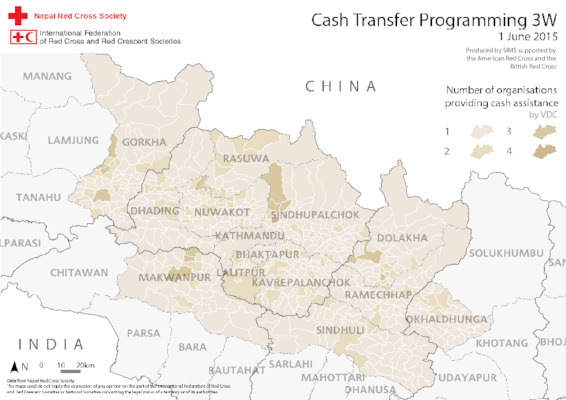 Nepal Red Cross Society
International Federation
of Red Cross and Red Crescent Societies
Cash Transfer Programming 3W
1 June 2015
Produced by SIMS supported by
the American Red Cross and the
British Red Cross
Number of organisations
providing cash assistance
by VDC
1 3
2 4
CHINA
MANANG
KASKI
LAMJUNG
GORKHA
RASUWA
TANAHU
DHADING
NUWAKOT
SINDHUPALCHOK
KATHMANDU
DOLAKHA
LPARASI
BHAKTAPUR
SOLUKHUMBU
SAN
CHITAWAN
MAKWANPUR
LALITPUR
KAVREPALANCHOK
RAMECHHAP
OKHALDHUNGA
INDIA
PARSA
SINDHULI
KHOTANG
BARA
BHOJ
SARLAHI
RAUTAHAT
MAHOTTARI
UDAYAPUR
DHANUSA
N 0 10 20km
Data from Nepal Red Cross Society
The maps used do not imply the expression of any opinion on the part of the International Federation of Red Cross
and Red Crescent Societies or National Societies concerning the legal status of a territory or of its authorities.